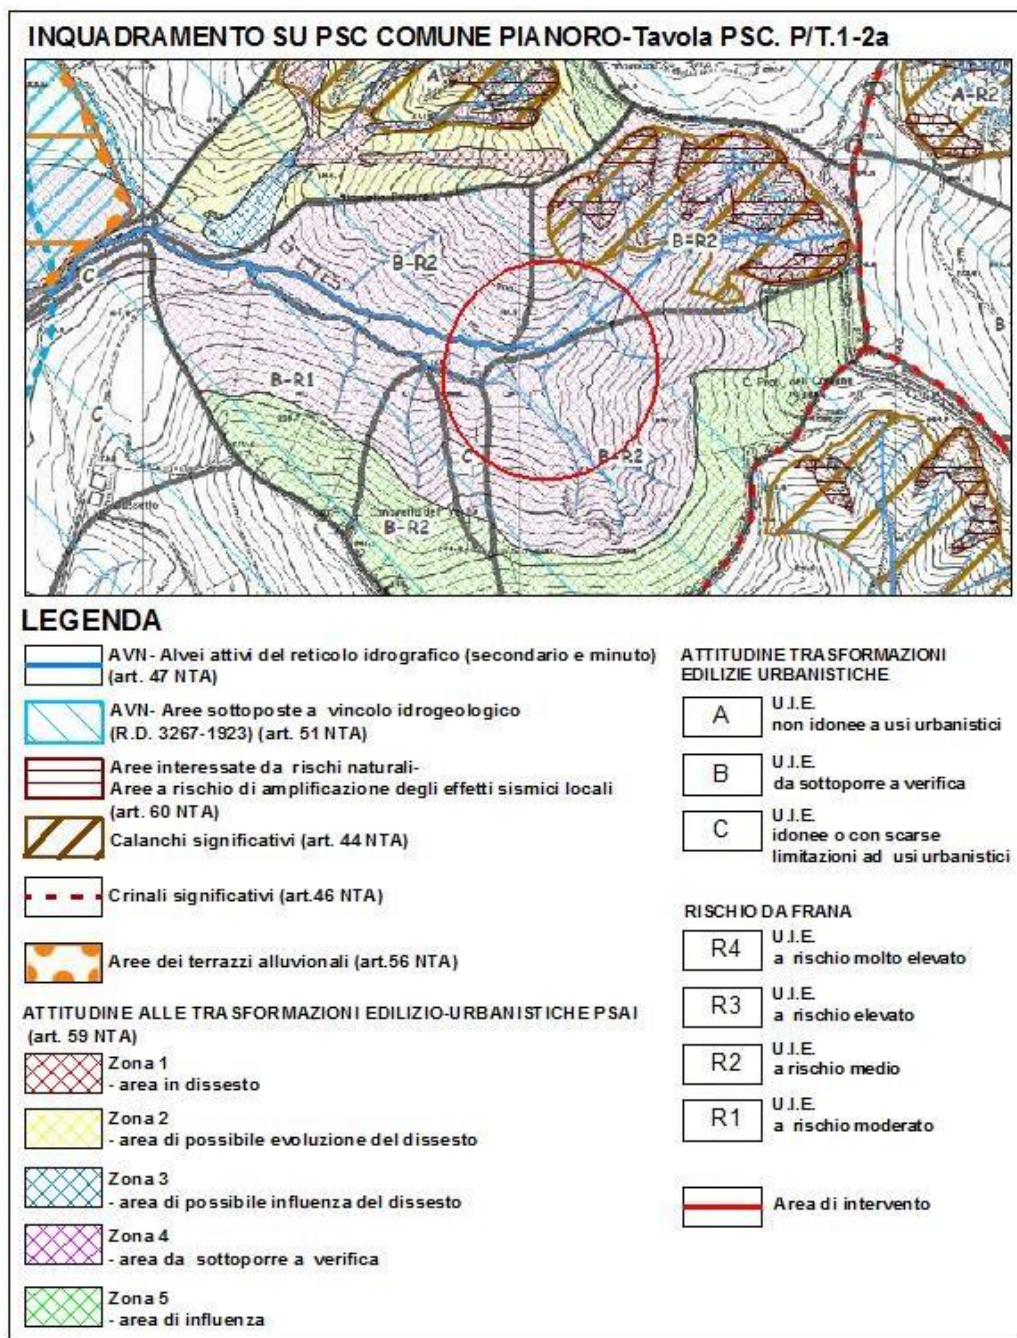 INQUADRAMENTO SU PSC COMUNE PIANORO-Tavola PSC. P/T.1-2a
A
A-R2
B-R2
B-R2
C
B
B-R1
C
C
B-R2
B-R2
LEGENDA
AVN- Alvei attivi del reticolo idrografico (secondario e minuto)
(art. 47 NTA)
AVN- Aree sottoposte a vincolo idrogeologico
(R.D. 3267-1923) (art. 51 NTA)
Aree interessate da rischi naturali-
Aree a rischio di amplificazione degli effetti sismici locali
(art. 60 NTA)
Calanchi significativi (art. 44 NTA)
Crinali significativi (art.46 NTA)
Aree dei terrazzi alluvionali (art.56 NTA)
ATTITUDINE ALLE TRASFORMAZIONI EDILIZIO-URBANISTICHE PSAI
(art. 59 NTA)
Zona 1
- area in dissesto
Zona 2
- area di possibile evoluzione del dissesto
Zona 3
- area di possibile influenza del dissesto
Zona 4
- area da sottoporre a verifica
Zona 5
- area di influenza
ATTITUDINE TRASFORMAZIONI
EDILIZIE URBANISTICHE
A
U.I.E.
non idonee a usi urbanistici
B
U.I.E.
da sottoporre a verifica
C
U.I.E.
idonee o con scarse
limitazioni ad usi urbanistici
RISCHIO DA FRANA
R4
U.I.E.
a rischio molto elevato
R3
U.I.E.
a rischio elevato
R2
U.I.E.
a rischio medio
R1
U.I.E.
a rischio moderato
Area di intervento